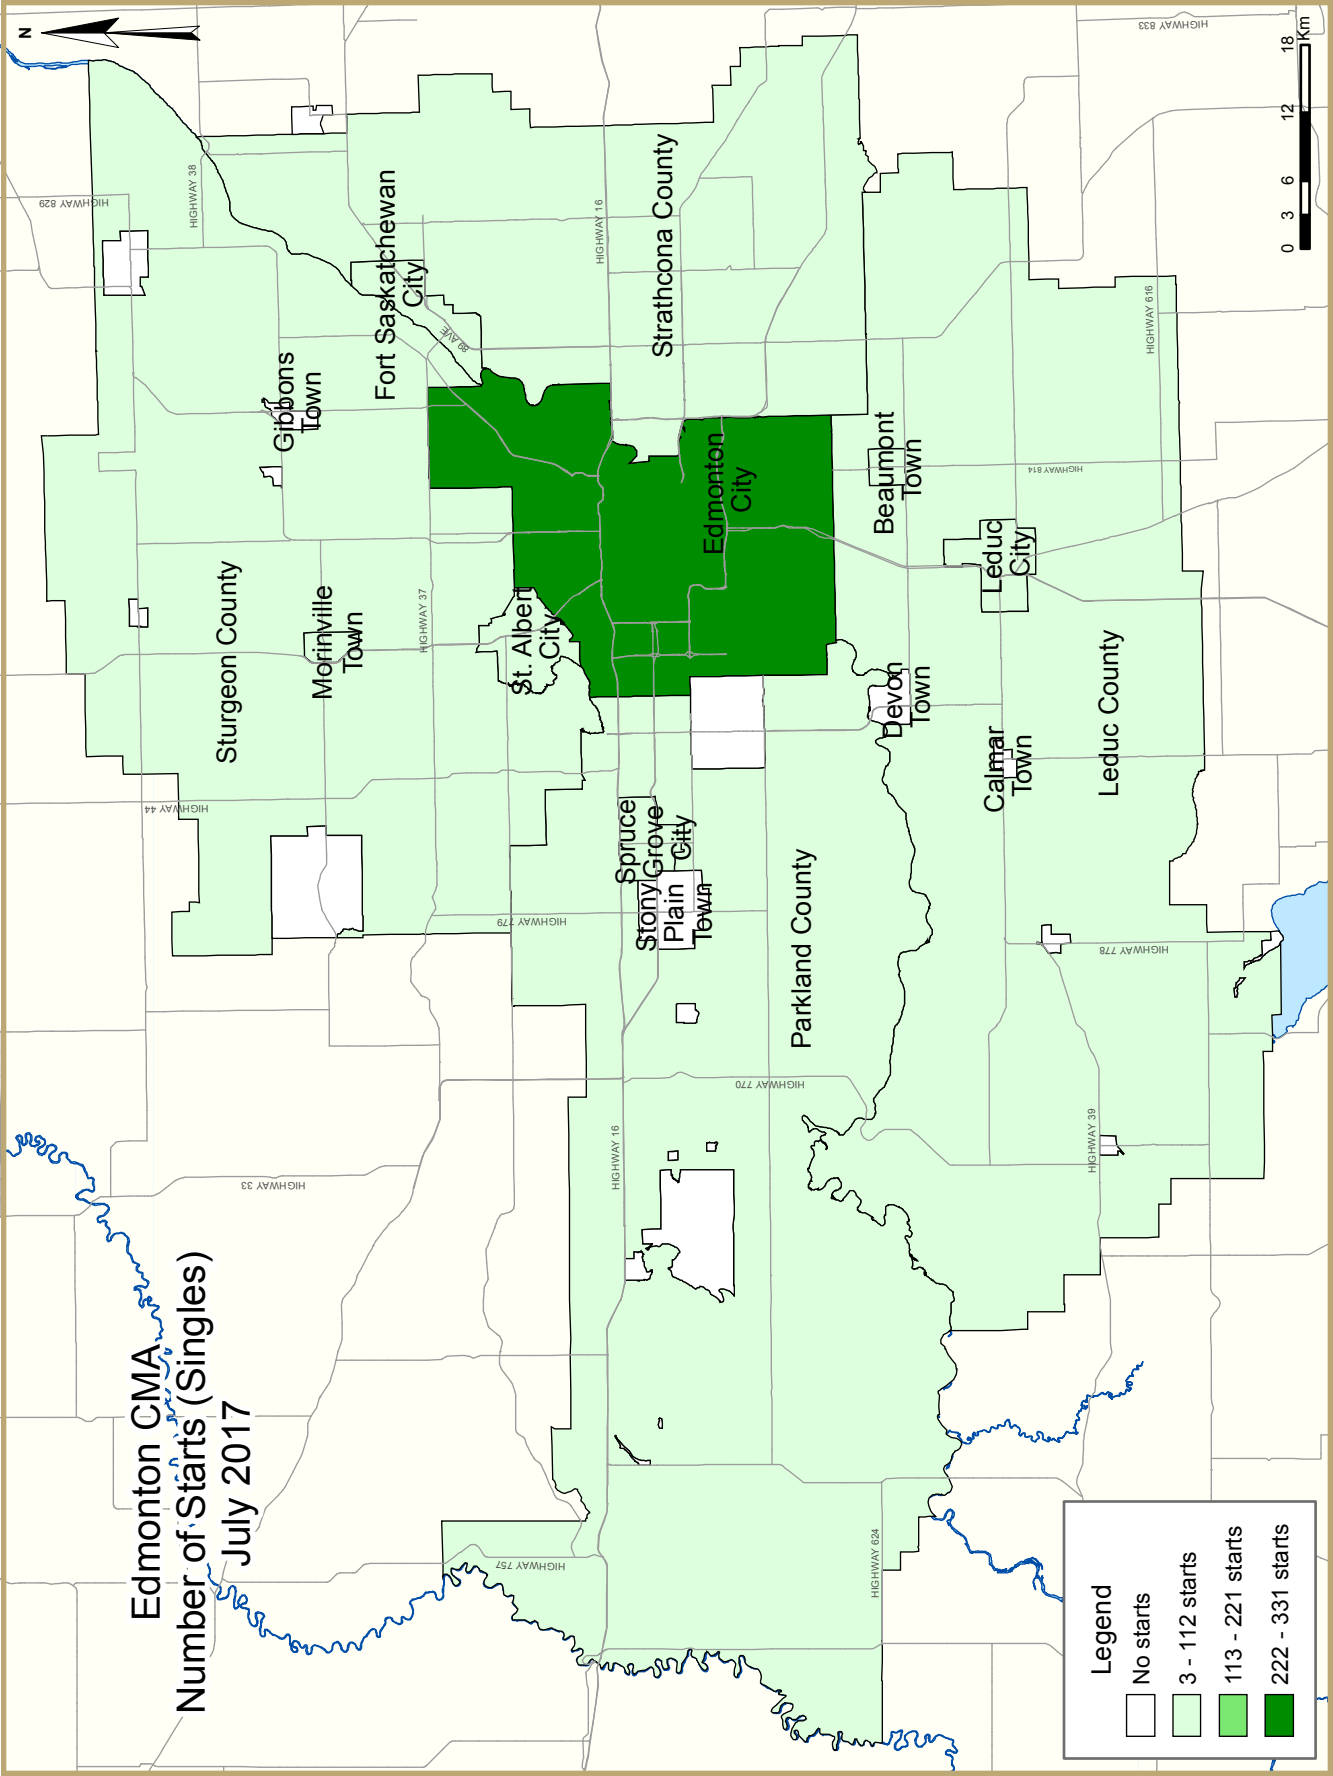 Edmonton CMA
Number of Starts (Singles)
July 2017
N
HIGHWAY 829
HIGHWAY 38
HIGHWAY 833
Fort Saskatchewan
City
89 AVE
Gibbons
Town
Sturgeon County
Morinville
Town
HIGHWAY 37
HIGHWAY 44
St. Albert
City
HIGHWAY 16
Strathcona County
Edmonton
City
HIGHWAY 779
Spruce
Grove
City
Stony
Plain
Town
Parkland County
HIGHWAY 770
HIGHWAY 16
HIGHWAY 33
HIGHWAY 757
HIGHWAY 624
Beaumont
Town
HIGHWAY 814
HIGHWAY 616
Leduc
City
Devon
Town
Calmar
Town
Leduc County
HIGHWAY 778
HIGHWAY 39
Legend
No starts
3 - 112 starts
113 - 221 starts
222 - 331 starts
0 3 6 12 18
Km